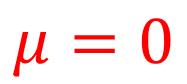 μ = 0